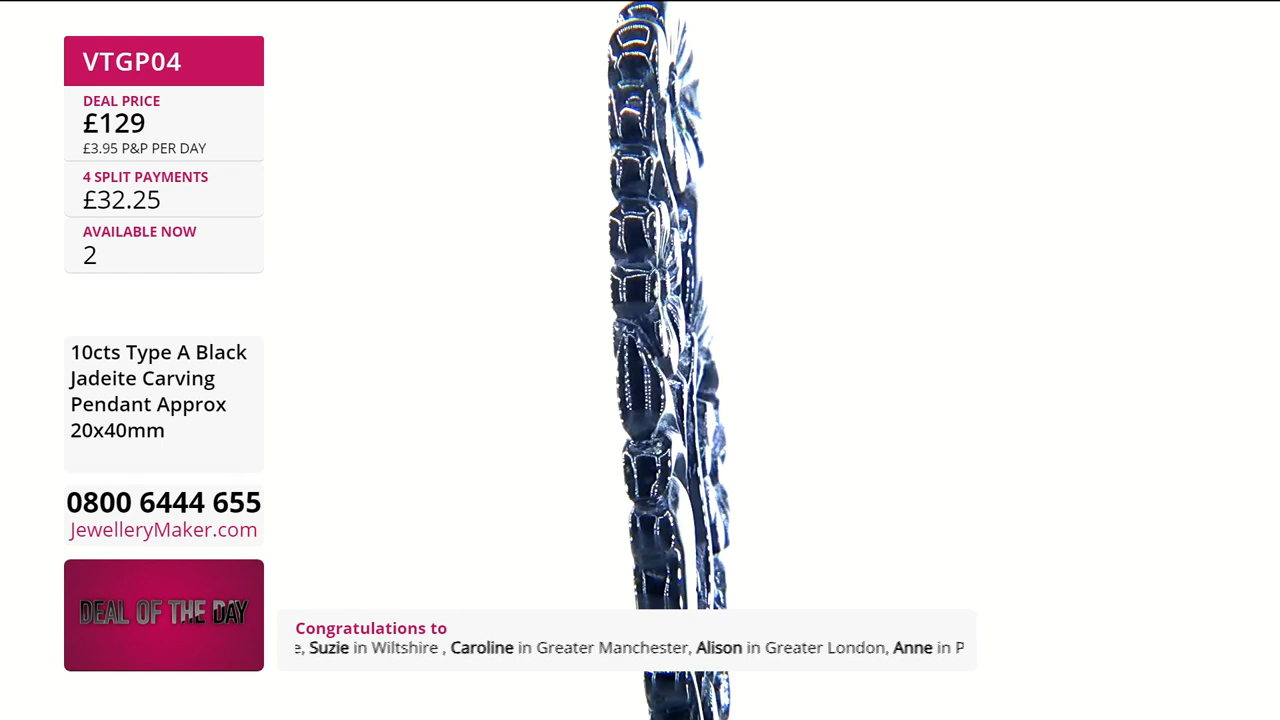 VTGP04
DEAL PRICE
£129
£3.95 P&P PER DAY
4 SPLIT PAYMENTS
£32.25
AVAILABLE NOW
2
10cts Type A Black
Jadeite Carving
Pendant Approx
20x40mm
0800 6444 655
JewelleryMaker.com
DEAL OF THE DAY
Congratulations to
e, Suzie in Wiltshire , Caroline in Greater Manchester, Alison in Greater London, Anne in P